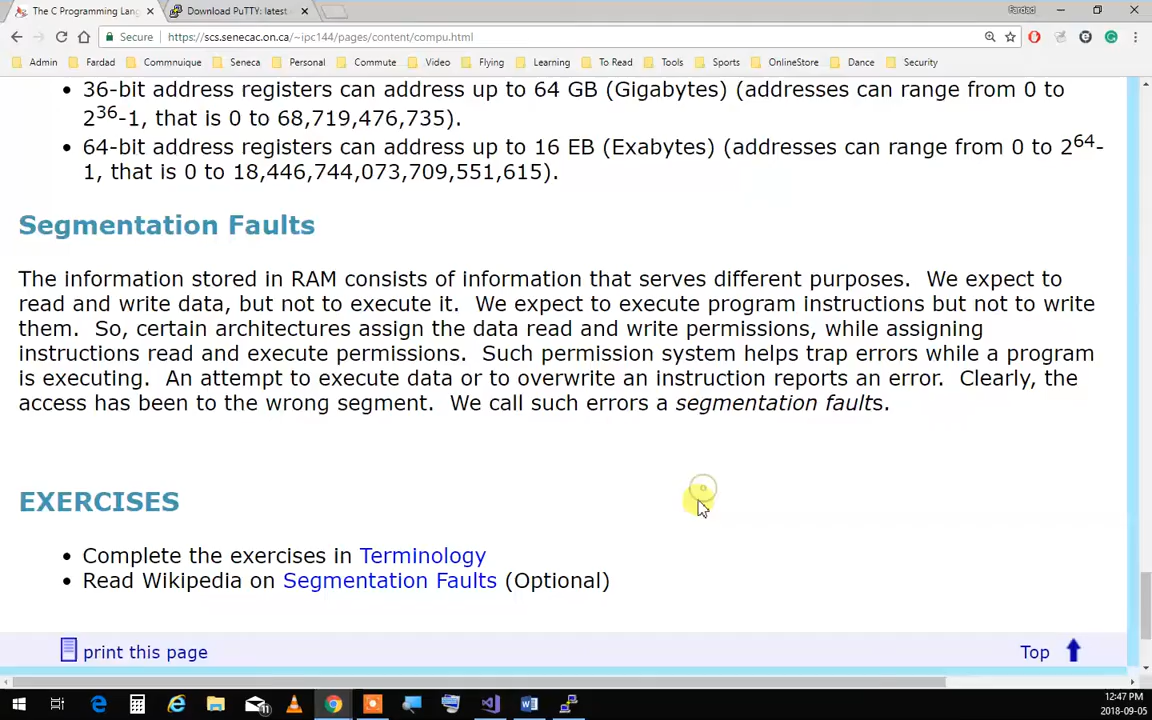 The C Programming Lang
Download PuTTY: latest
Fardad
Secure
https://scs.senecac.on.ca/~ipc144/pages/content/compu.html
Admin Fardad Commnuique Seneca Personal Commute Video Flying Learning To Read Tools Sports OnlineStore Dance Security
• 36-bit address registers can address up to 64 GB (Gigabytes) (addresses can range from 0 to
2^36-1, that is 0 to 68,719,476,735).
• 64-bit address registers can address up to 16 EB (Exabytes) (addresses can range from 0 to 2^64-
1, that is 0 to 18,446,744,073,709,551,615).
Segmentation Faults
The information stored in RAM consists of information that serves different purposes. We expect to
read and write data, but not to execute it. We expect to execute program instructions but not to write
them. So, certain architectures assign the data read and write permissions, while assigning
instructions read and execute permissions. Such permission system helps trap errors while a program
is executing. An attempt to execute data or to overwrite an instruction reports an error. Clearly, the
access has been to the wrong segment. We call such errors a segmentation faults.
EXERCISES
• Complete the exercises in Terminology
• Read Wikipedia on Segmentation Faults (Optional)
print this page
Top
12:47 PM
2018-09-05